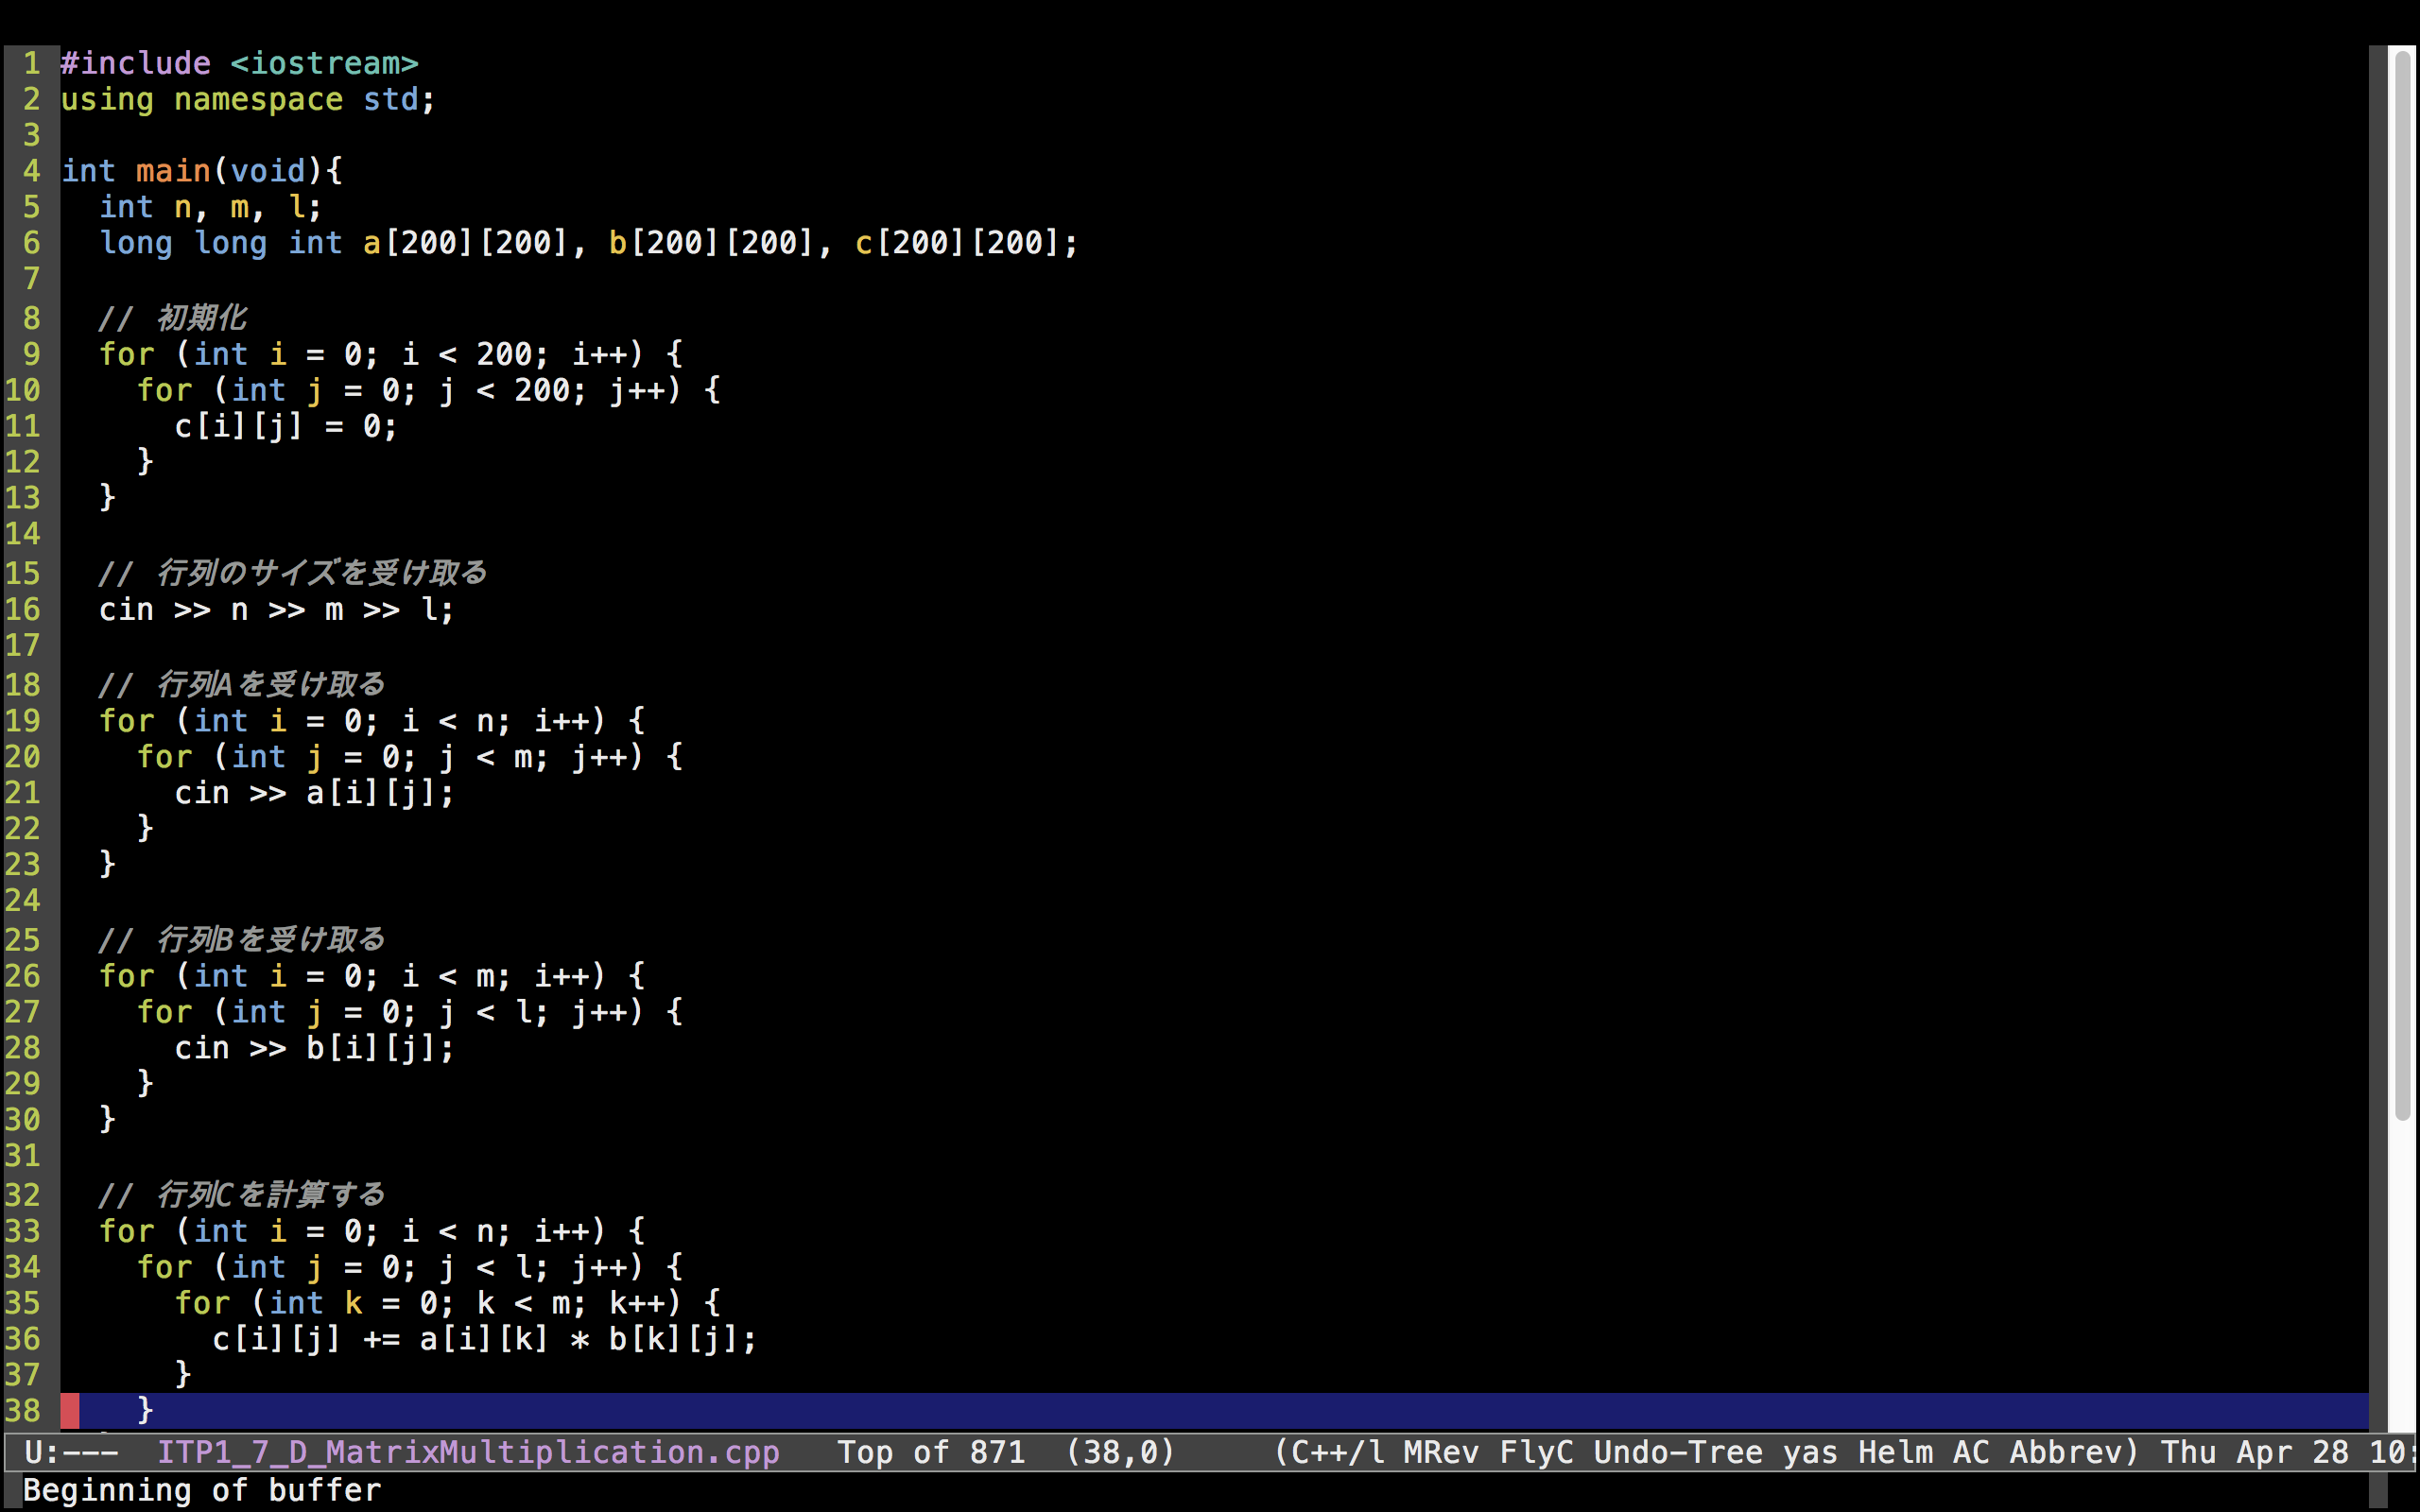 1 #include <iostream>
2 using namespace std;
3
4 int main(void){
5   int n, m, l;
6   long long int a[200][200], b[200][200], c[200][200];
7
8   // 初期化
9   for (int i = 0; i < 200; i++) {
10     for (int j = 0; j < 200; j++) {
11       c[i][j] = 0;
12     }
13   }
14
15   // 行列のサイズを受け取る
16   cin >> n >> m >> l;
17
18   // 行列Aを受け取る
19   for (int i = 0; i < n; i++) {
20     for (int j = 0; j < m; j++) {
21       cin >> a[i][j];
22     }
23   }
24
25   // 行列Bを受け取る
26   for (int i = 0; i < m; i++) {
27     for (int j = 0; j < l; j++) {
28       cin >> b[i][j];
29     }
30   }
31
32   // 行列Cを計算する
33   for (int i = 0; i < n; i++) {
34     for (int j = 0; j < l; j++) {
35       for (int k = 0; k < m; k++) {
36         c[i][j] += a[i][k] * b[k][j];
37       }
38     }
U:---  ITP1_7_D_MatrixMultiplication.cpp   Top of 871  (38,0)     (C++/l MRev FlyC Undo-Tree yas Helm AC Abbrev) Thu Apr 28 10:
Beginning of buffer